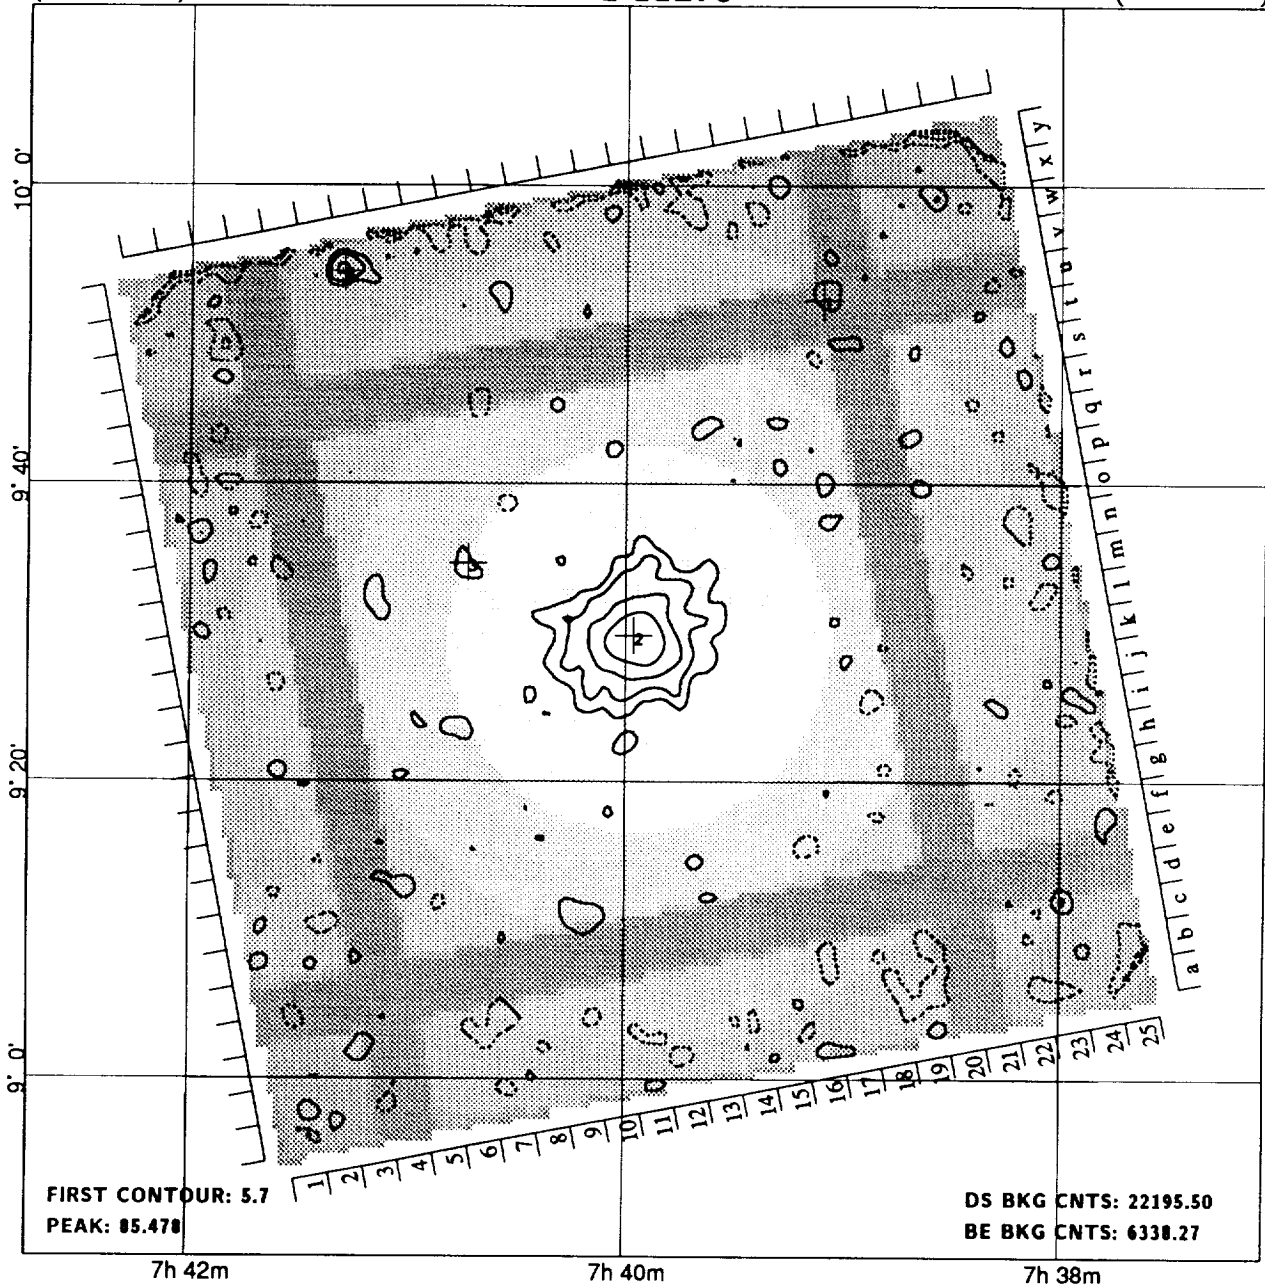 10° 0'
9° 40'
9° 20'
9° 0'
a b c d e f g h i j k l m n o p q r s t u v w x y
1 2 3 4 5 6 7 8 9 10 11 12 13 14 15 16 17 18 19 20 21 22 23 24 25
2
FIRST CONTOUR: 5.7
PEAK: 85.478
DS BKG CNTS: 22195.50
BE BKG CNTS: 6338.27
7h 42m
7h 40m
7h 38m